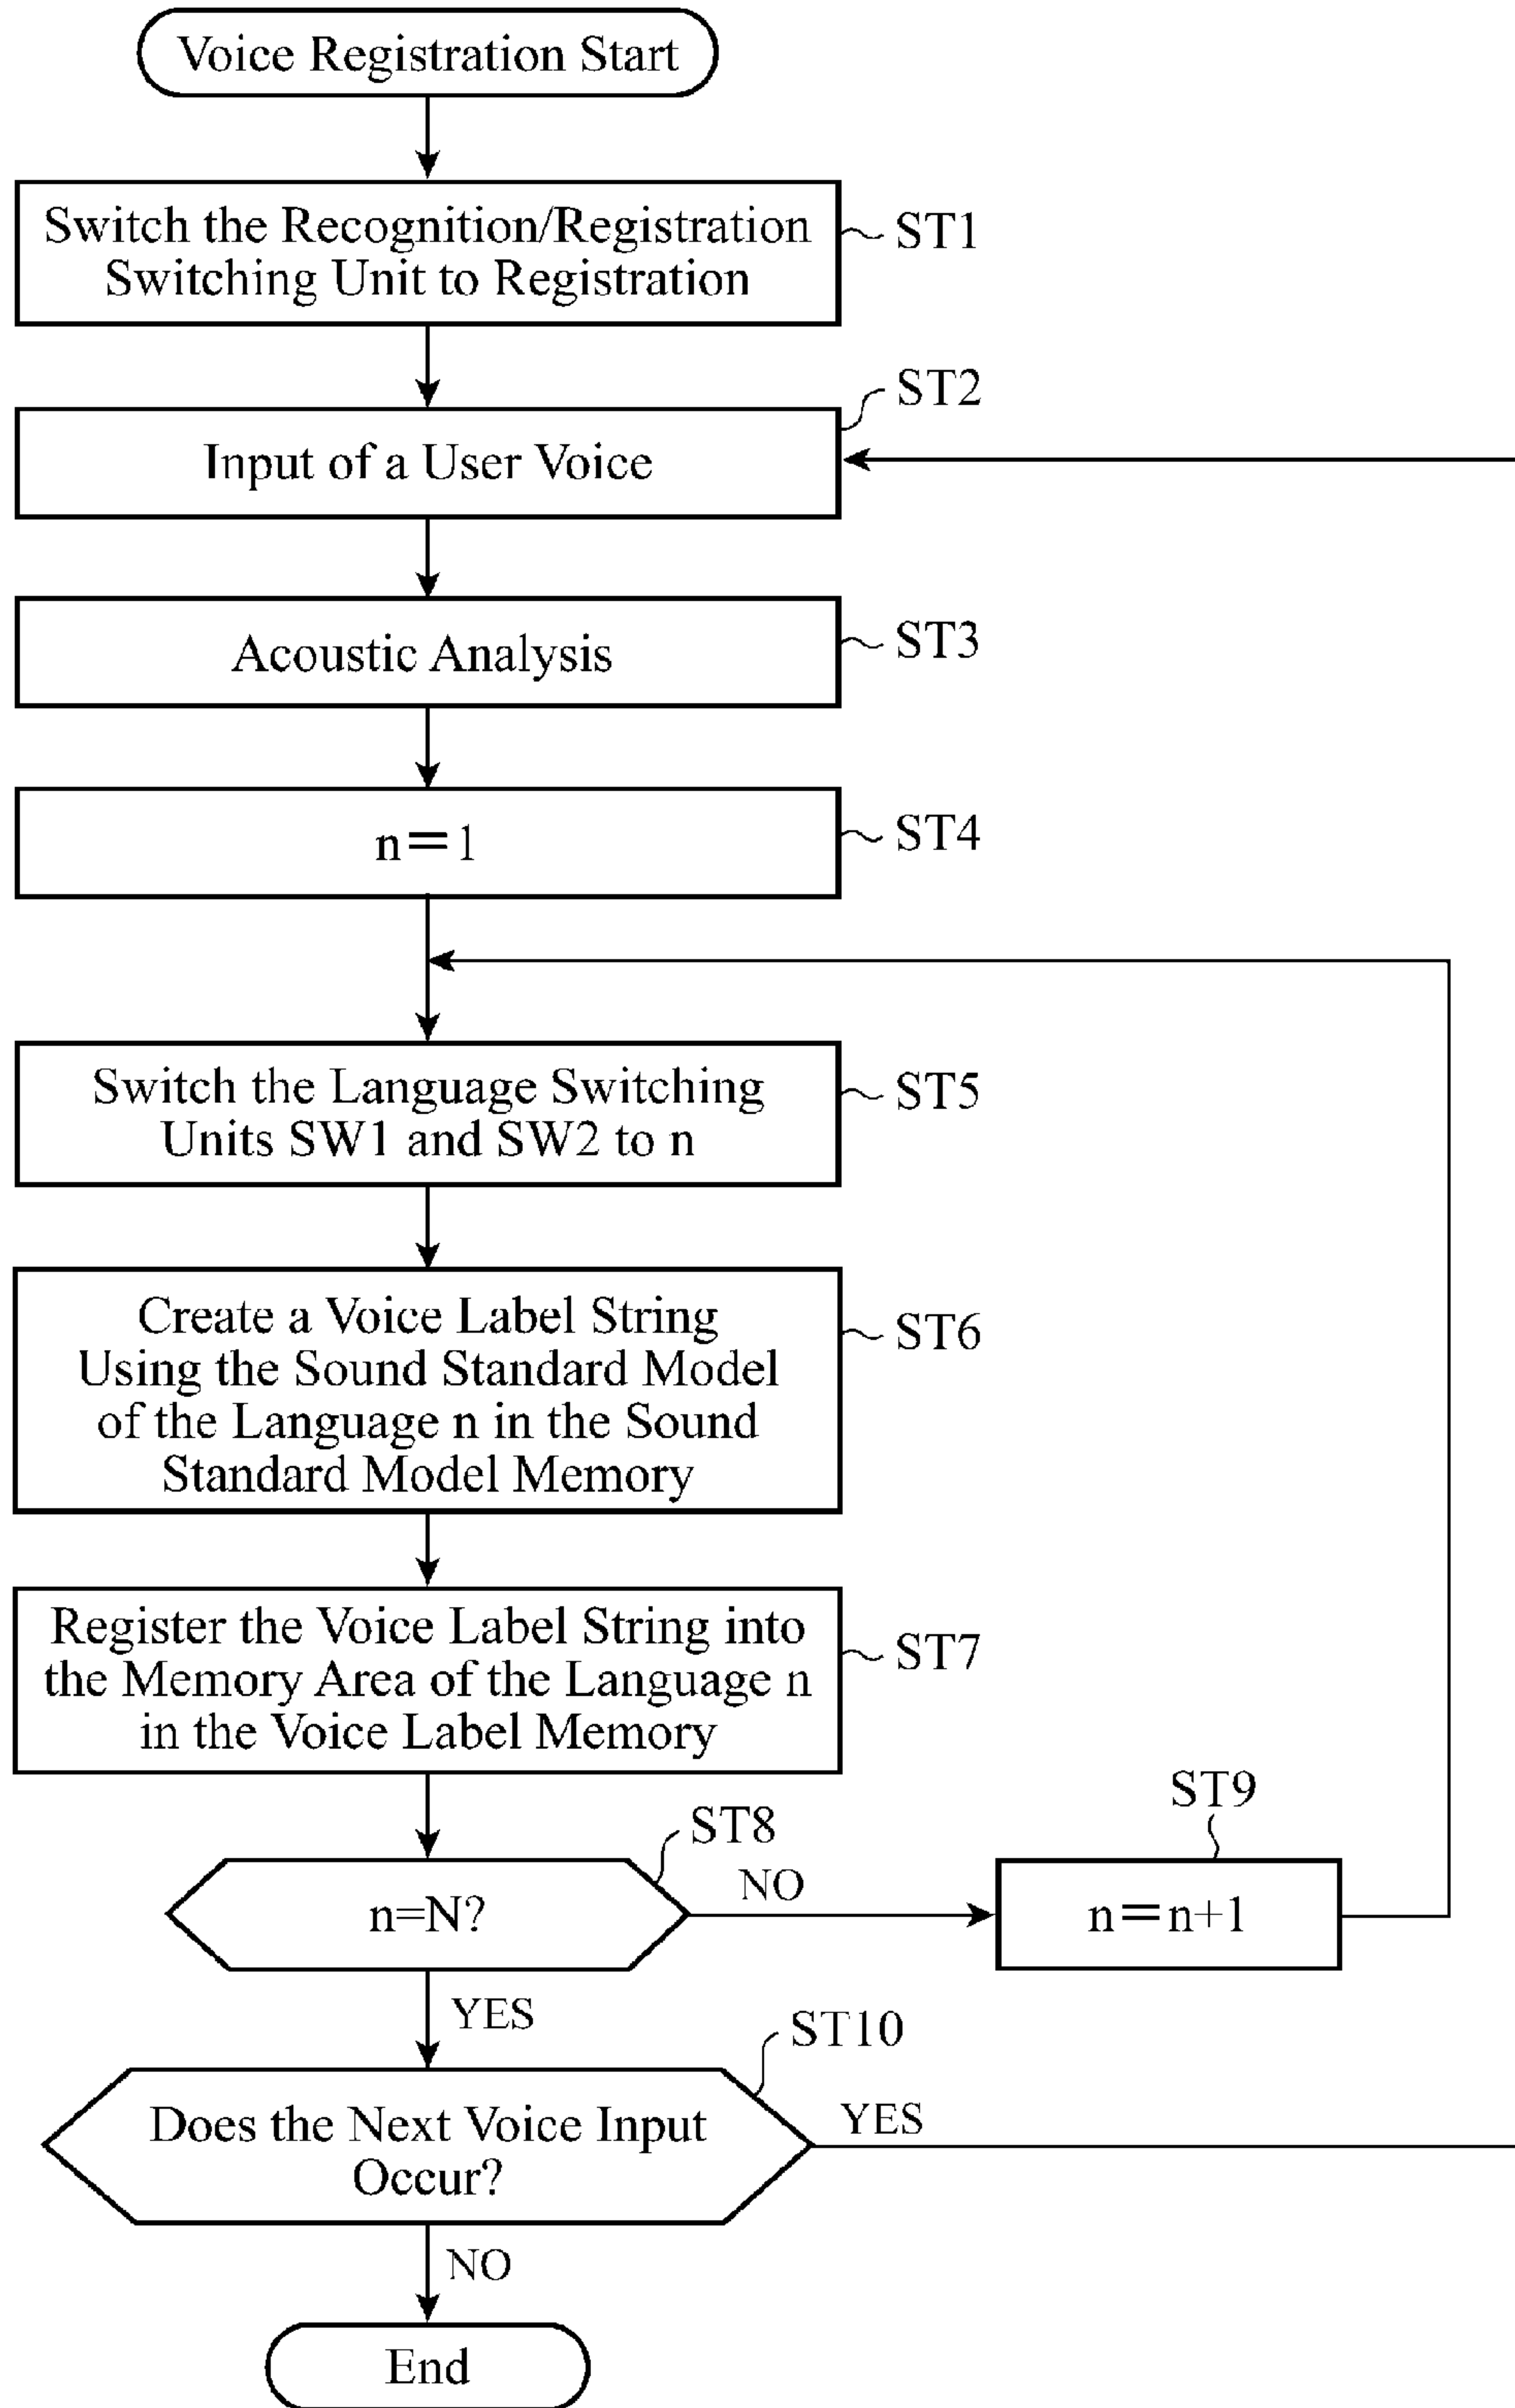 Voice Registration Start
Switch the Recognition/Registration
Switching Unit to Registration
ST1
ST2
Input of a User Voice
Acoustic Analysis
ST3
n=1
ST4
Switch the Language Switching
Units SW1 and SW2 to n
ST5
Create a Voice Label String
Using the Sound Standard Model
of the Language n in the Sound
Standard Model Memory
ST6
Register the Voice Label String into
the Memory Area of the Language n
in the Voice Label Memory
ST7
ST8
n=N?
NO
ST9
n=n+1
YES
ST10
Does the Next Voice Input
Occur?
YES
NO
End